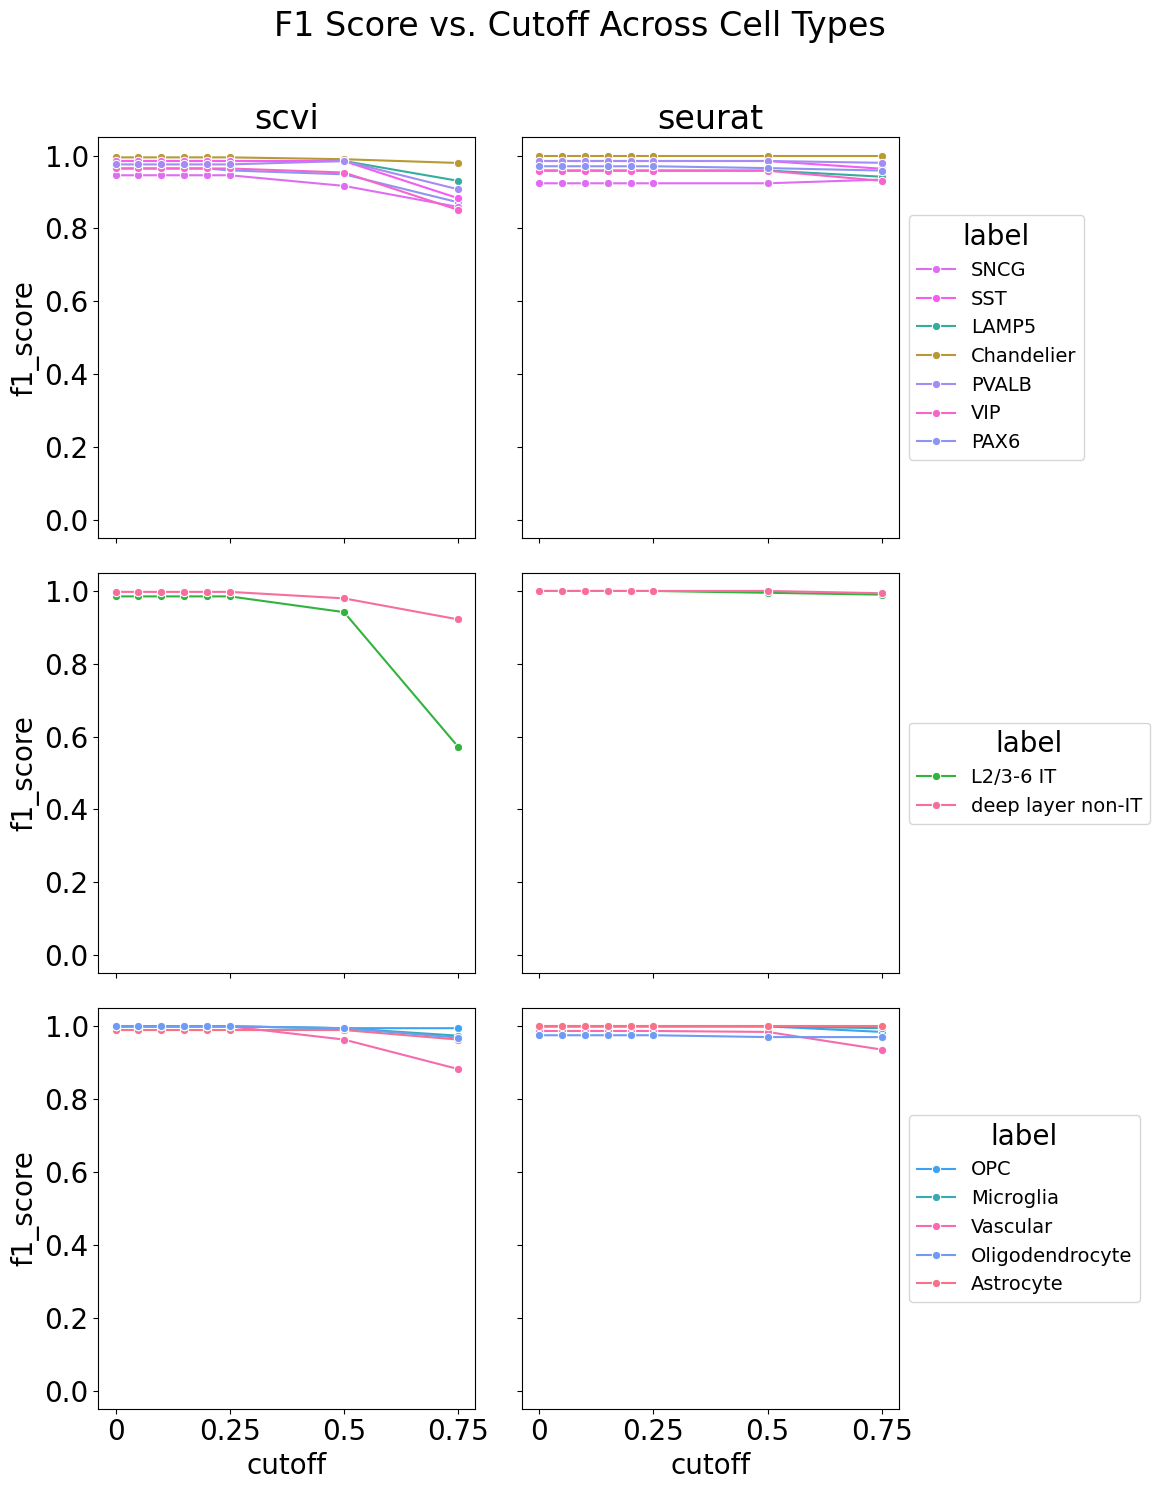 F1 Score vs. Cutoff Across Cell Types
scvi
seurat
1.0
0.8
0.6
0.4
0.2
0.0
f1_score
label
SNCG
SST
LAMP5
Chandelier
PVALB
VIP
PAX6
1.0
0.8
0.6
0.4
0.2
0.0
f1_score
label
L2/3-6 IT
deep layer non-IT
1.0
0.8
0.6
0.4
0.2
0.0
f1_score
label
OPC
Microglia
Vascular
Oligodendrocyte
Astrocyte
0 0.25 0.5 0.75
cutoff
0 0.25 0.5 0.75
cutoff